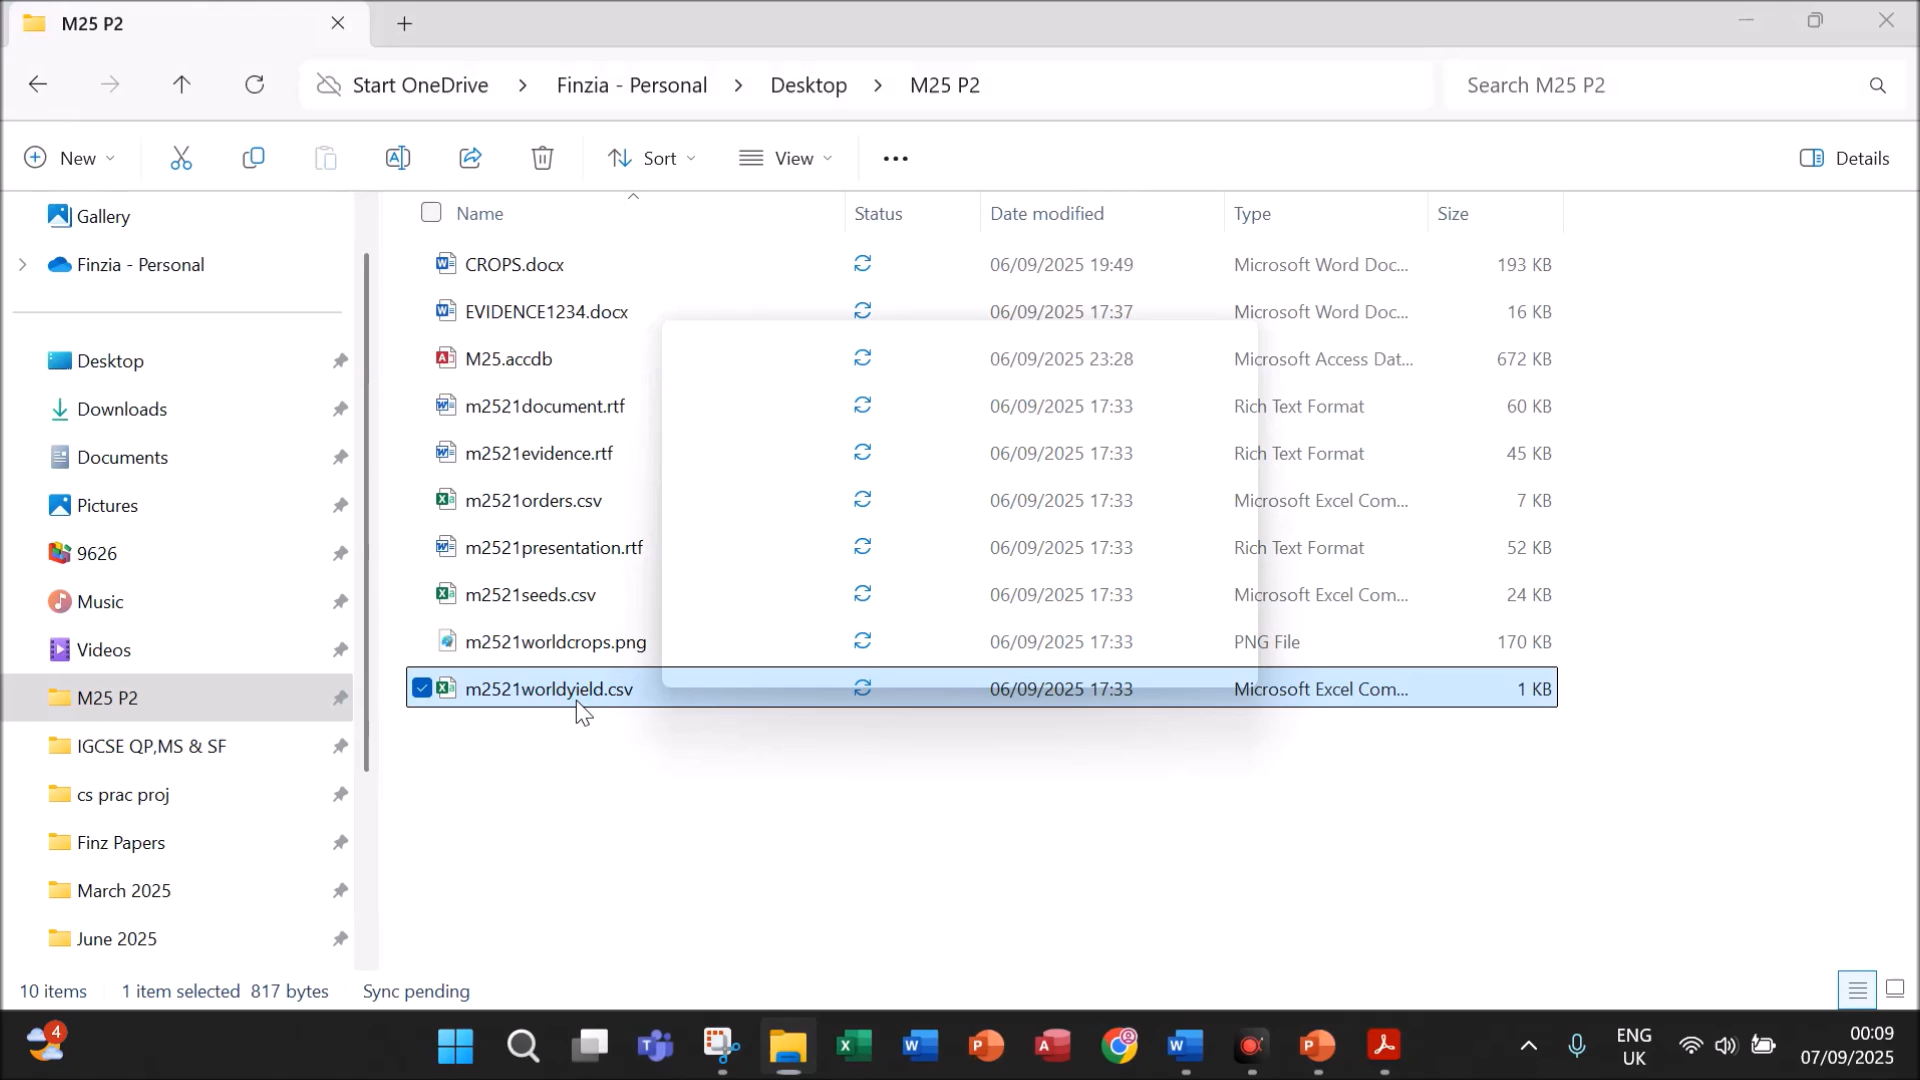 M25 P2
Start OneDrive > Finzia - Personal > Desktop > M25 P2
Search M25 P2
New
Sort
View
Details
Name Status Date modified Type Size
Gallery
Finzia - Personal
Desktop
Downloads
Documents
Pictures
9626
Music
Videos
M25 P2
IGCSE QP,MS & SF
cs prac proj
Finz Papers
March 2025
June 2025
CROPS.docx 06/09/2025 19:49 Microsoft Word Doc... 193 KB
EVIDENCE1234.docx 06/09/2025 17:37 Microsoft Word Doc... 16 KB
M25.accdb 06/09/2025 23:28 Microsoft Access Dat... 672 KB
m2521document.rtf 06/09/2025 17:33 Rich Text Format 60 KB
m2521evidence.rtf 06/09/2025 17:33 Rich Text Format 45 KB
m2521orders.csv 06/09/2025 17:33 Microsoft Excel Com... 7 KB
m2521presentation.rtf 06/09/2025 17:33 Rich Text Format 52 KB
m2521seeds.csv 06/09/2025 17:33 Microsoft Excel Com... 24 KB
m2521worldcrops.png 06/09/2025 17:33 PNG File 170 KB
m2521worldyield.csv 06/09/2025 17:33 Microsoft Excel Com... 1 KB
10 items 1 item selected 817 bytes Sync pending
4
ENG
UK
00:09
07/09/2025